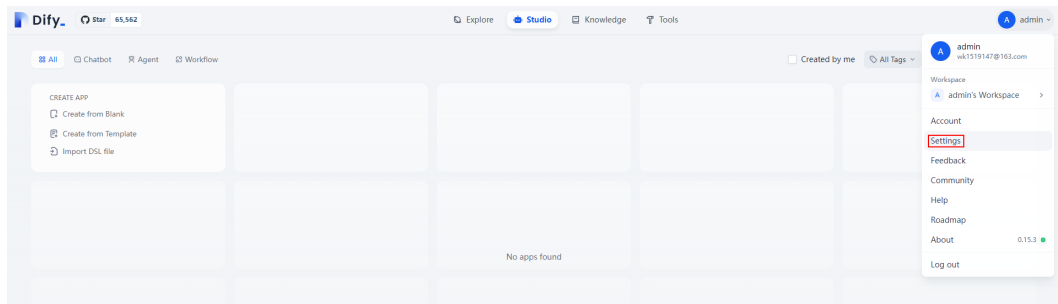 Dify_ Star 65,562 Explore Studio Knowledge Tools A admin
All Chatbot Agent Workflow Created by me All Tags
CREATE APP
Create from Blank
Create from Template
Import DSL file
No apps found
A admin
wk1519147@163.com
Workspace
A admin's Workspace
Account
Settings
Feedback
Community
Help
Roadmap
About 0.15.3
Log out